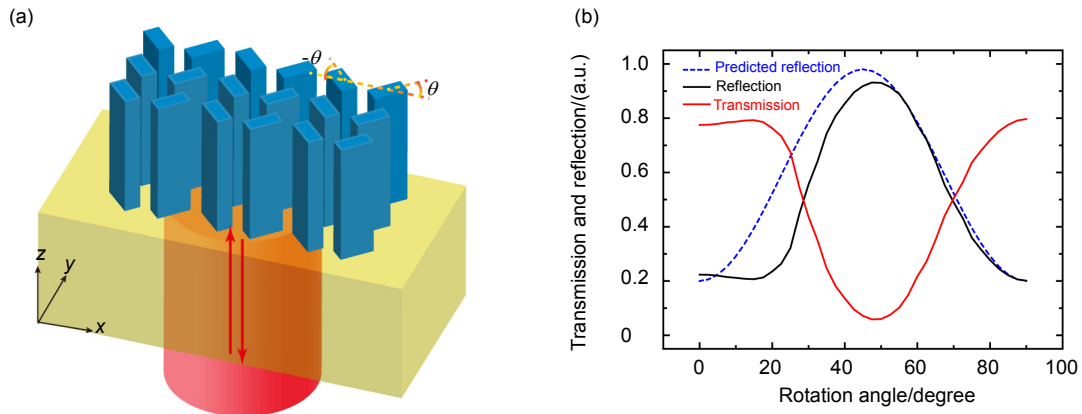 (a)
-θ
θ
z
y
x
(b)
Transmission and reflection/(a.u.)
1.0
0.8
0.6
0.4
0.2
0
Predicted reflection
Reflection
Transmission
0 20 40 60 80 100
Rotation angle/degree